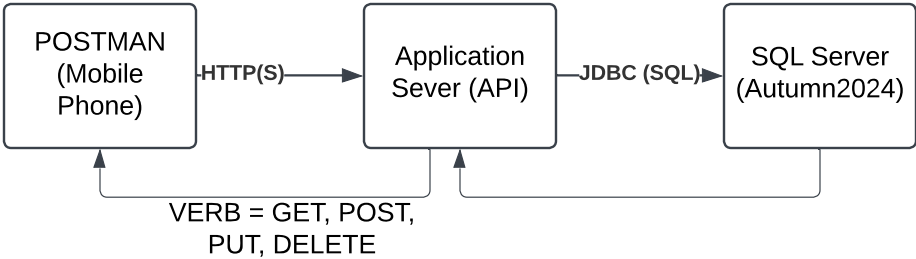 POSTMAN
(Mobile
Phone)
HTTP(S)
Application
Sever (API)
JDBC (SQL)
SQL Server
(Autumn2024)
VERB = GET, POST,
PUT, DELETE